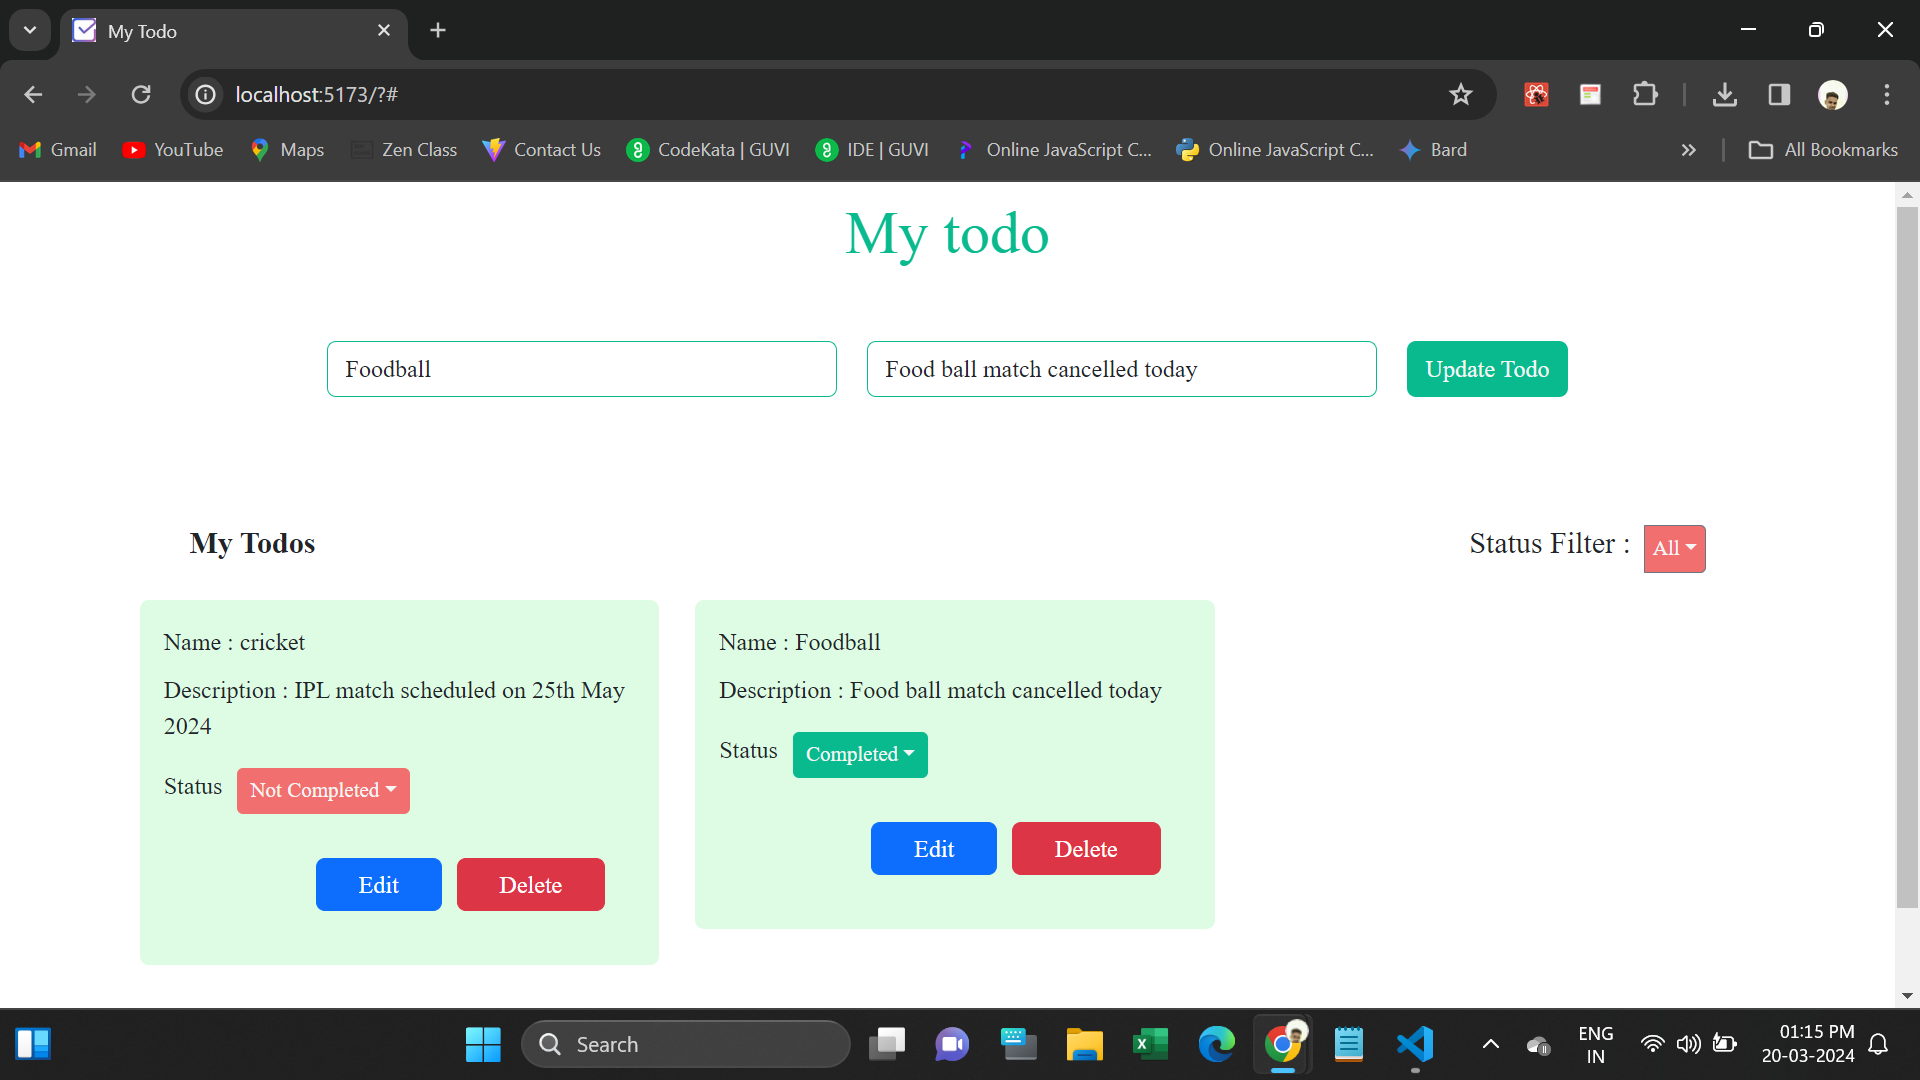 My Todo
localhost:5173/?#
Gmail
YouTube
Maps
Zen Class
Contact Us
CodeKata | GUVI
IDE | GUVI
Online JavaScript C...
Online JavaScript C...
Bard
All Bookmarks
My todo
Foodball
Food ball match cancelled today
Update Todo
My Todos
Status Filter :
All
Name : cricket
Description : IPL match scheduled on 25th May
2024
Status
Not Completed
Edit
Delete
Name : Foodball
Description : Food ball match cancelled today
Status
Completed
Edit
Delete
Search
ENG
IN
01:15 PM
20-03-2024